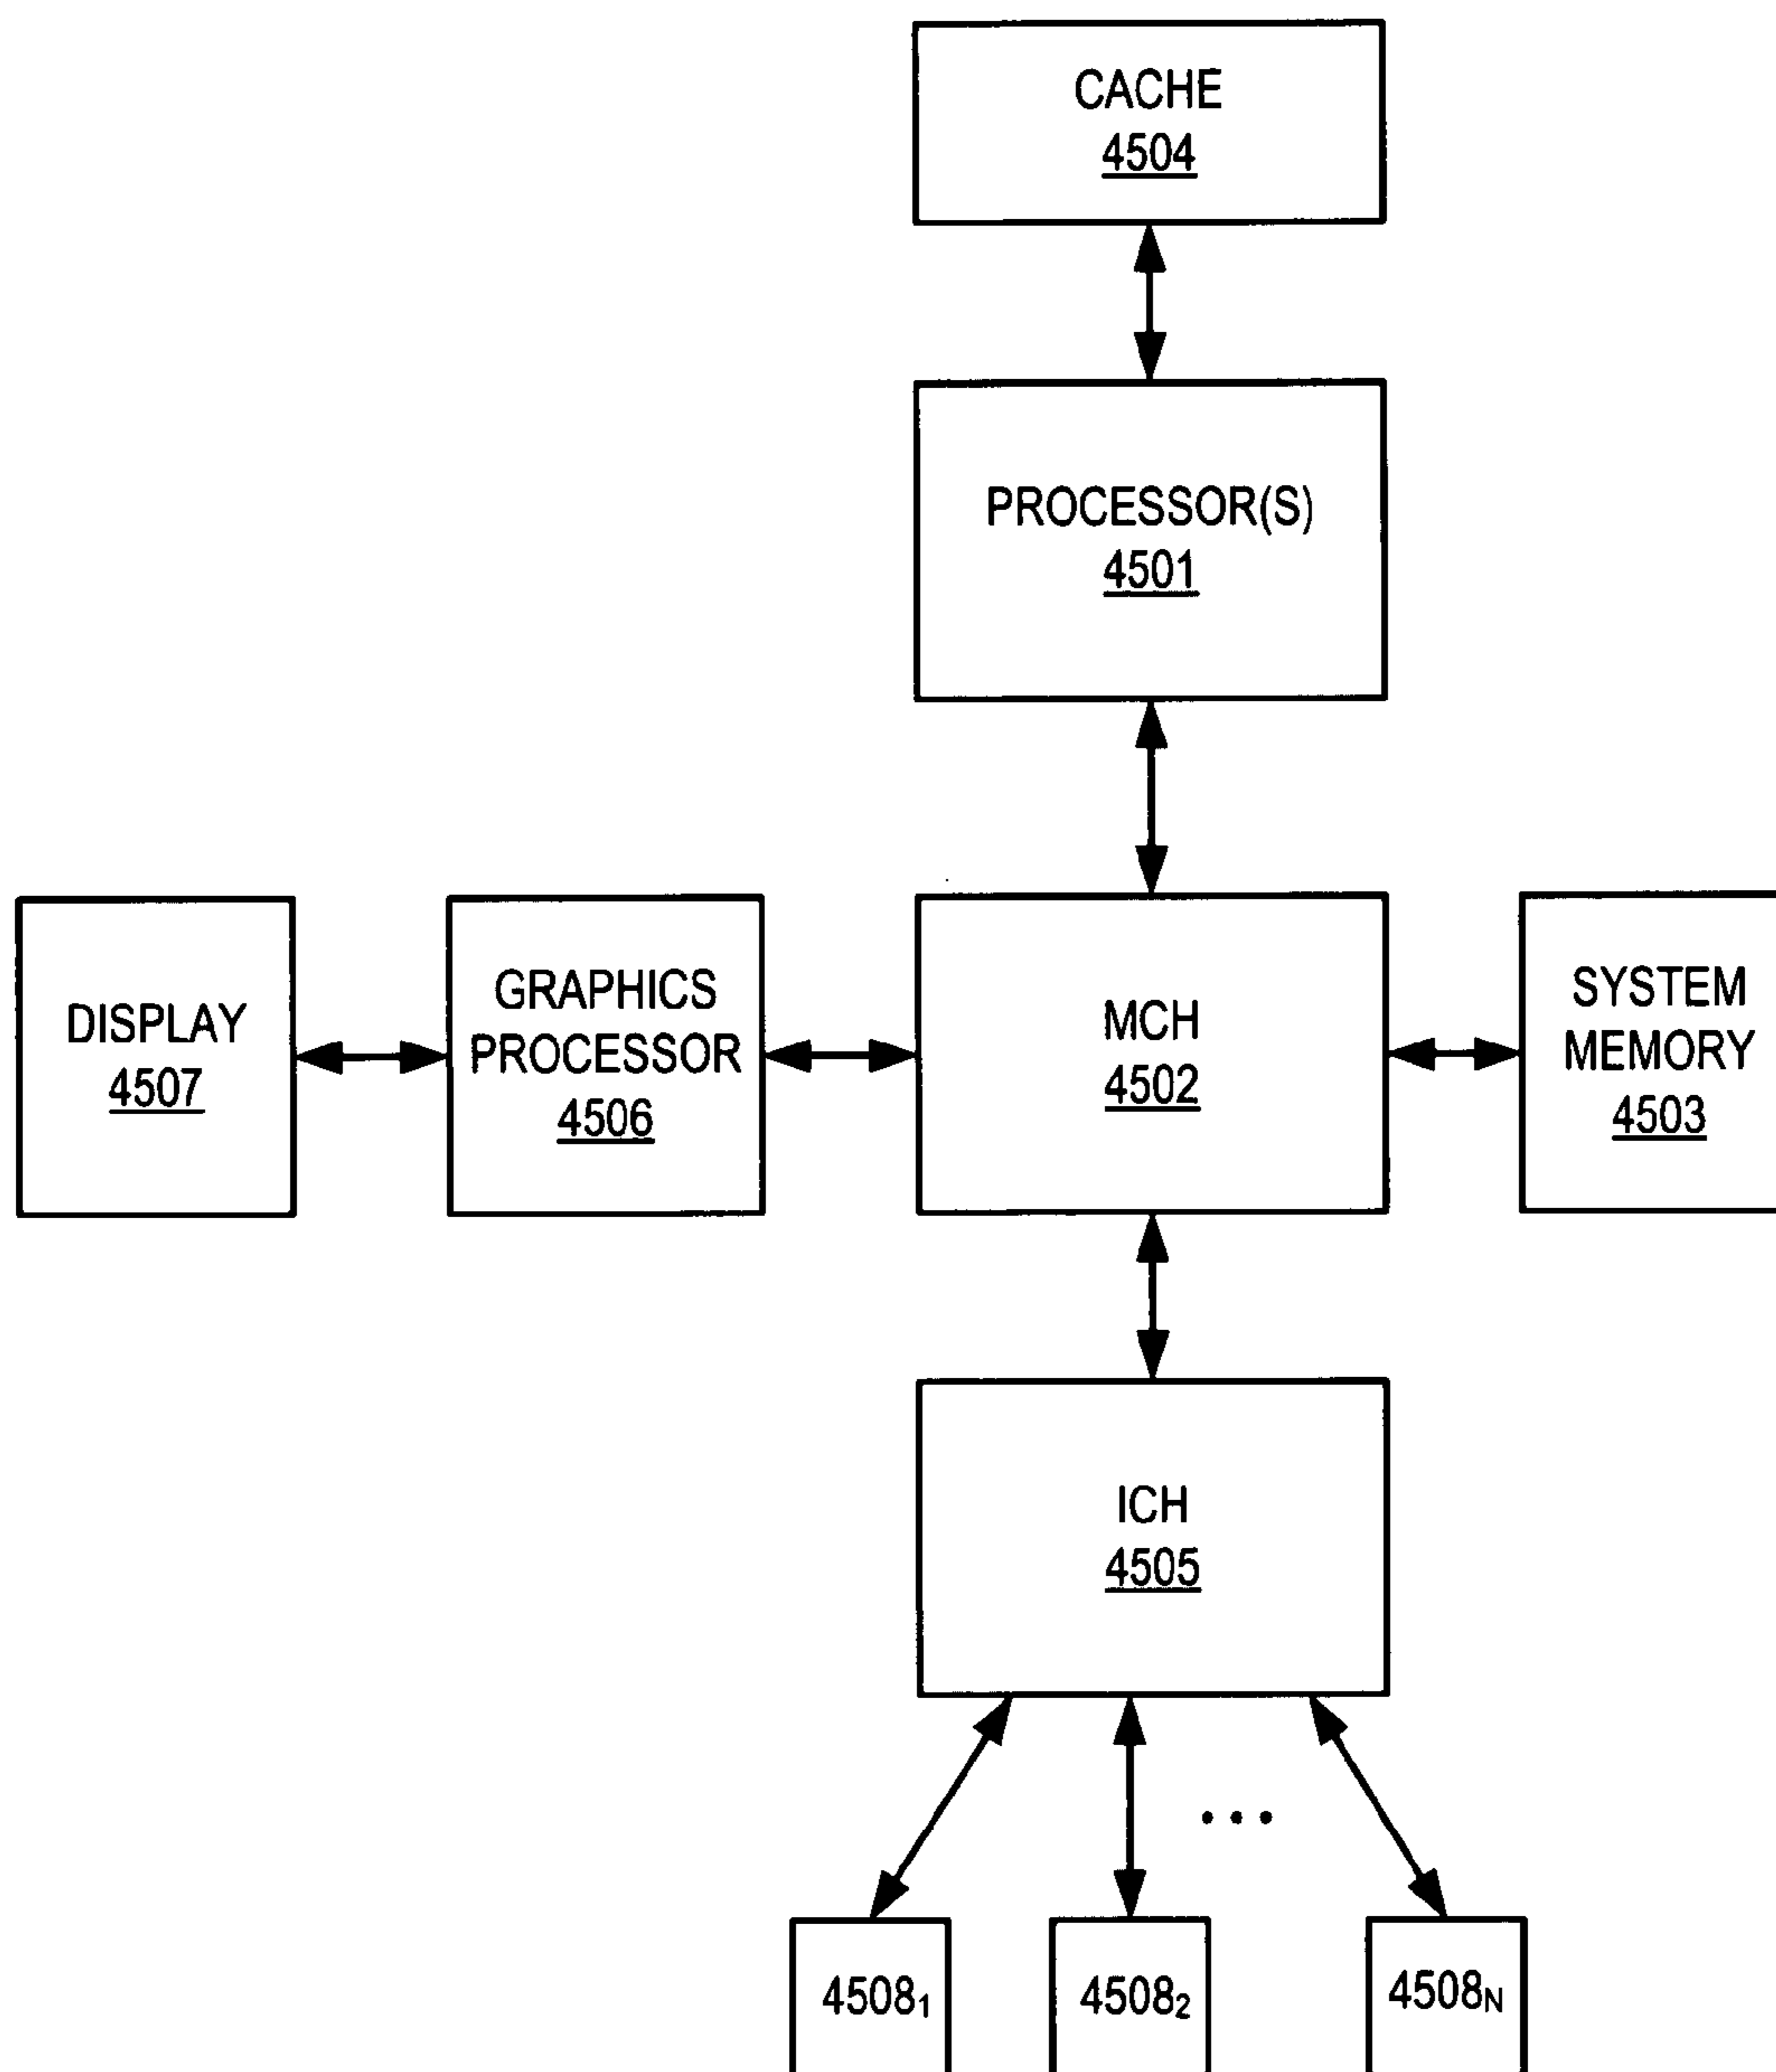 CACHE
4504
PROCESSOR(S)
4501
DISPLAY
4507
GRAPHICS
PROCESSOR
4506
MCH
4502
SYSTEM
MEMORY
4503
ICH
4505
...
4508₁
4508₂
4508N